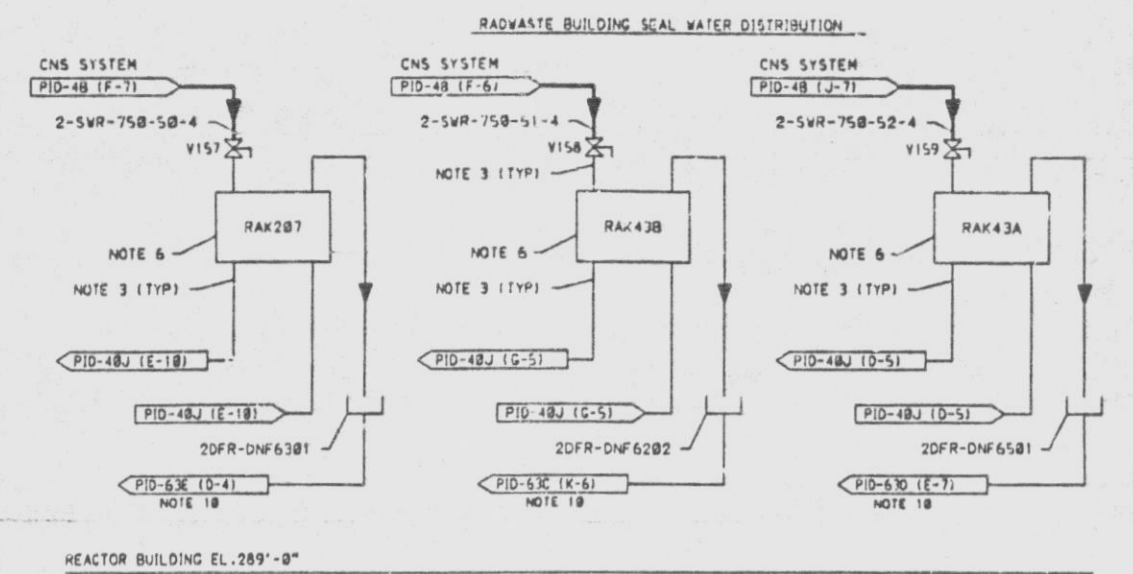 RADWASTE BUILDING SEAL WATER DISTRIBUTION
CNS SYSTEM
PID-4B (F-7)
2-SWR-750-50-4
V157
RAK207
NOTE 6
NOTE 3 (TYP)
PID-40J (E-10)
PID-40J (E-10)
2DFR-DNF6301
PID-63E (D-4)
NOTE 10
CNS SYSTEM
PID-4B (F-6)
2-SWR-750-51-4
V158
NOTE 3 (TYP)
RAK43B
NOTE 6
NOTE 3 (TYP)
PID-40J (G-5)
PID-40J (G-5)
2DFR-DNF6202
PID-63C (K-6)
NOTE 10
CNS SYSTEM
PID-4B (J-7)
2-SWR-750-52-4
V159
RAK43A
NOTE 6
NOTE 3 (TYP)
PID-40J (D-5)
PID-40J (D-5)
2DFR-DNF6501
PID-63D (E-7)
NOTE 10
REACTOR BUILDING EL.289'-0"